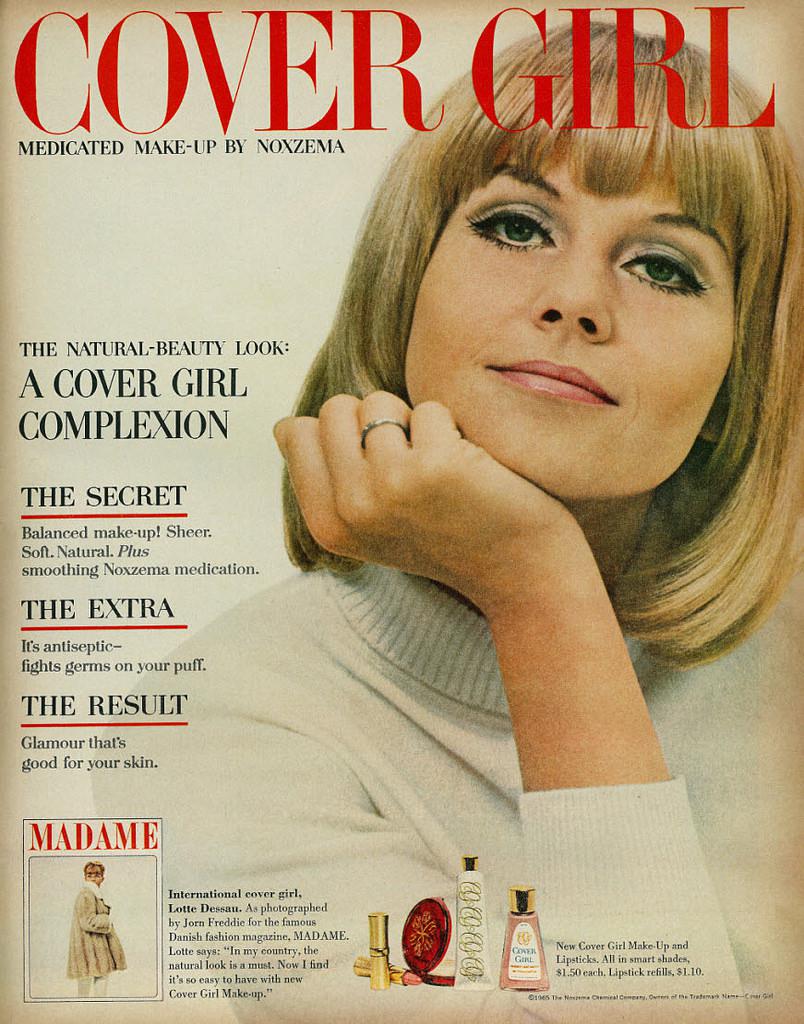 COVER GIRL
MEDICATED MAKE-UP BY NOXZEMA
THE NATURAL-BEAUTY LOOK:
A COVER GIRL
COMPLEXION
THE SECRET
Balanced make-up! Sheer.
Soft. Natural. Plus
smoothing Noxzema medication.
THE EXTRA
It's antiseptic–
fights germs on your puff.
THE RESULT
Glamour that's
good for your skin.
MADAME
International cover girl,
Lotte Dessau. As photographed
by Jorn Freddie for the famous
Danish fashion magazine, MADAME.
Lotte says: "In my country, the
natural look is a must. Now I find
it's so easy to have with new
Cover Girl Make-up."
COVER
GIRL
New Cover Girl Make-Up and
Lipsticks. All in smart shades,
$1.50 each. Lipstick refills, $1.10.
©1965 The Noxzema Chemical Company, Owners of the Trademark Name—Cover Girl